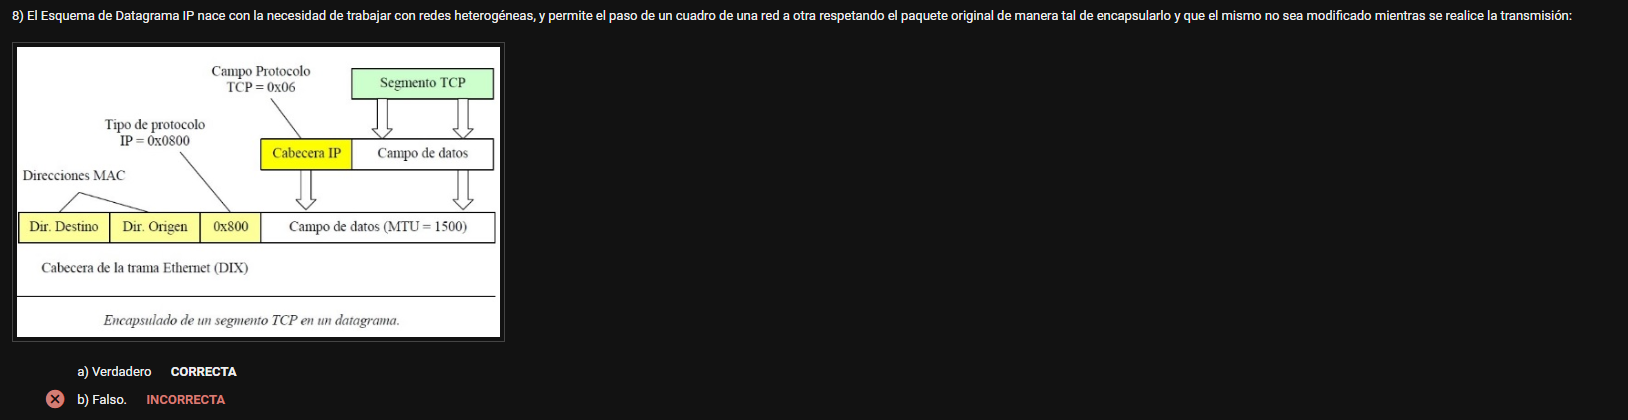 8) El Esquema de Datagrama IP nace con la necesidad de trabajar con redes heterogéneas, y permite el paso de un cuadro de una red a otra respetando el paquete original de manera tal de encapsularlo y que el mismo no sea modificado mientras se realice la transmisión:
Campo Protocolo
TCP = 0x06
Segmento TCP
Tipo de protocolo
IP = 0x0800
Cabecera IP
Campo de datos
Direcciones MAC
Dir. Destino
Dir. Origen
0x800
Campo de datos (MTU = 1500)
Cabecera de la trama Ethernet (DIX)
Encapsulado de un segmento TCP en un datagrama.
a) Verdadero CORRECTA
b) Falso. INCORRECTA